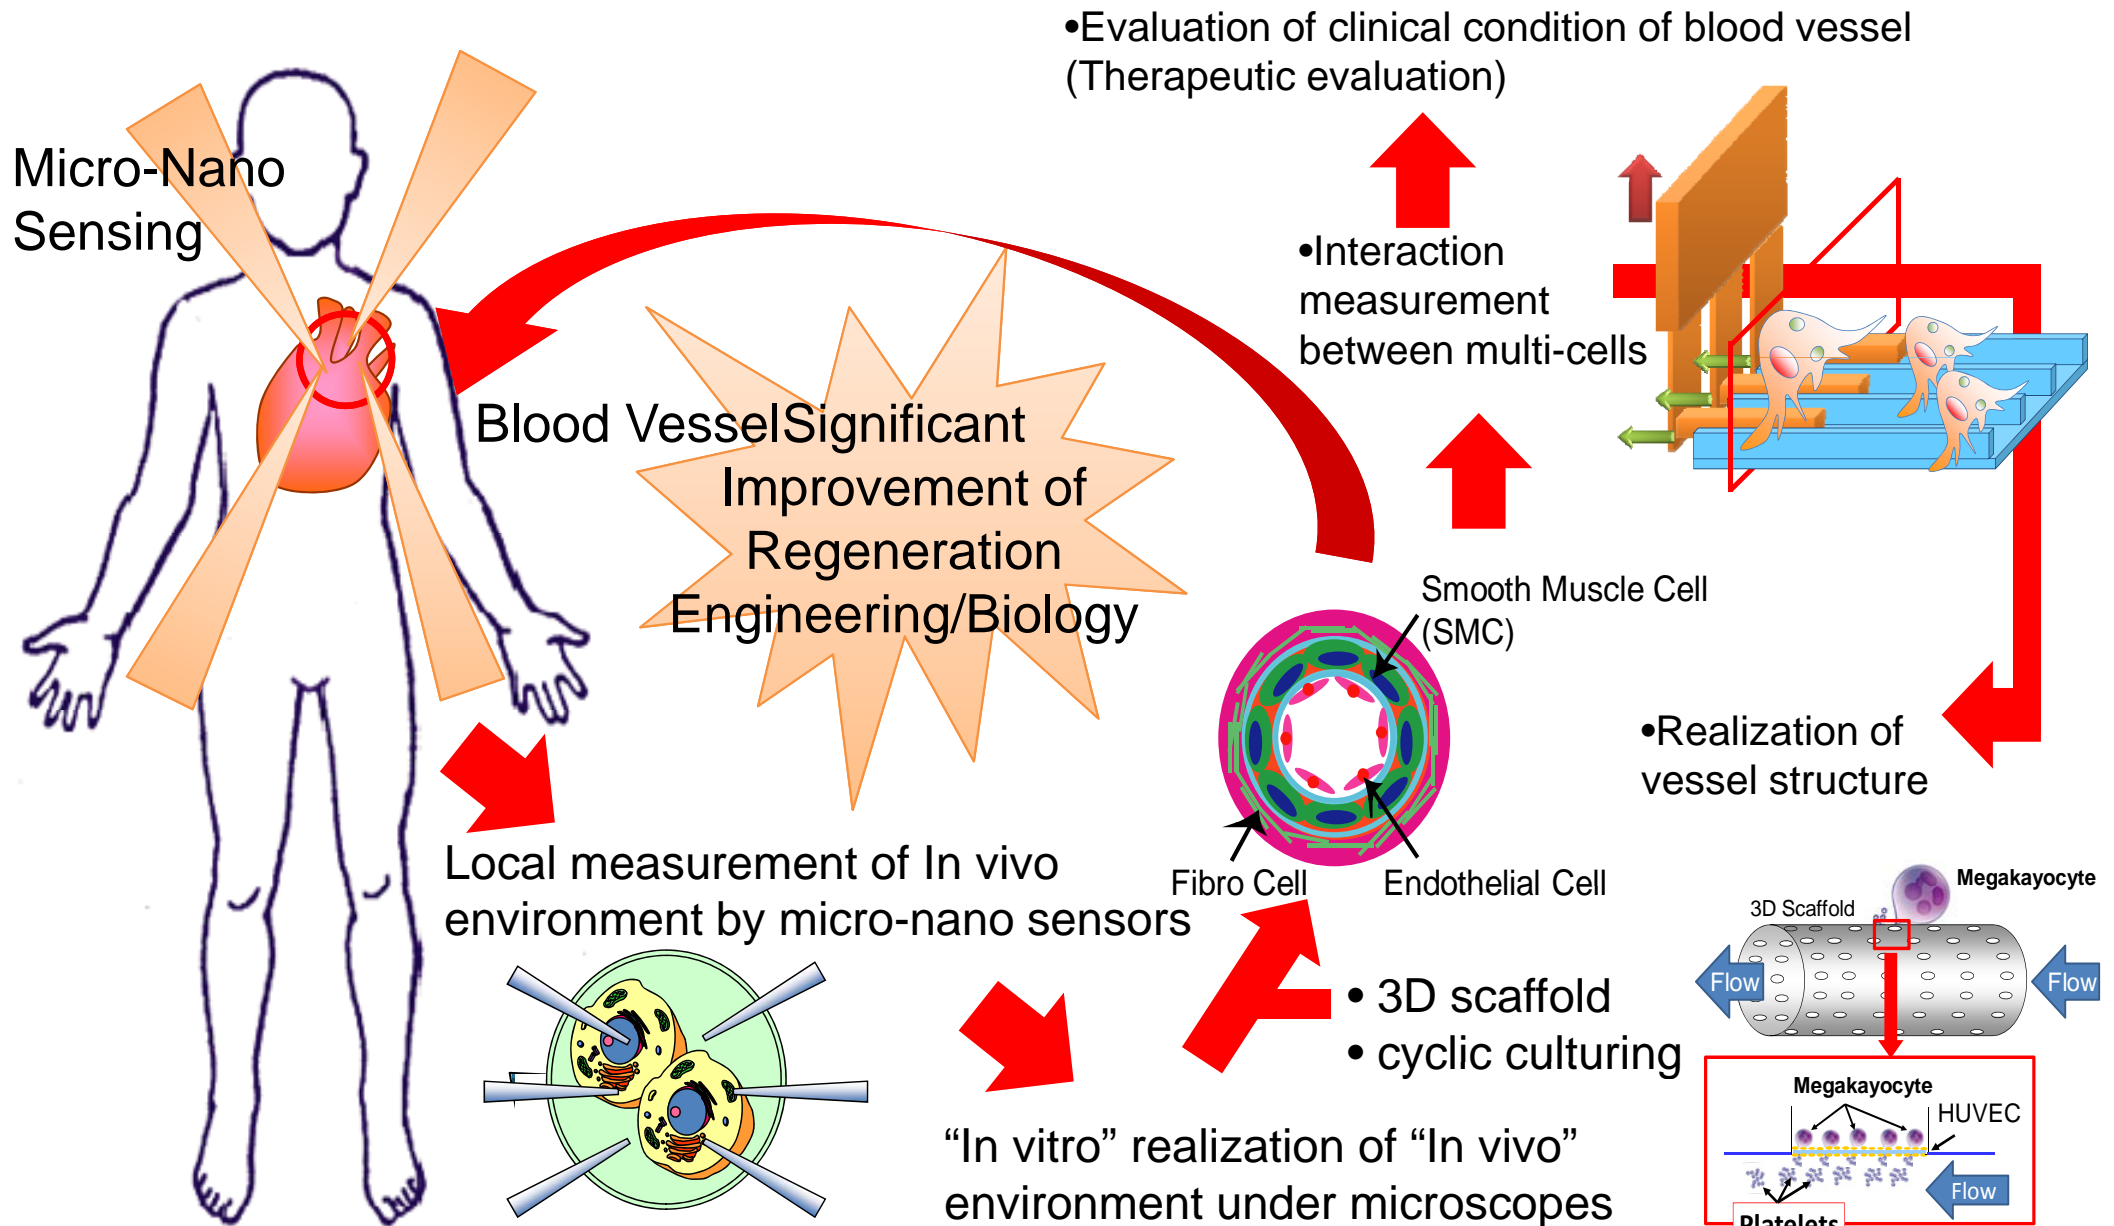 •Evaluation of clinical condition of blood vessel
(Therapeutic evaluation)
Micro-Nano
Sensing
•Interaction
measurement
between multi-cells
Blood Vessel
Significant
Improvement of
Regeneration
Engineering/Biology
Smooth Muscle Cell
(SMC)
Fibro Cell
Endothelial Cell
•Realization of
vessel structure
Local measurement of In vivo
environment by micro-nano sensors
• 3D scaffold
• cyclic culturing
“In vitro” realization of “In vivo”
environment under microscopes
Megakayocyte
3D Scaffold
Flow
Flow
Megakayocyte
HUVEC
Flow
Platelets